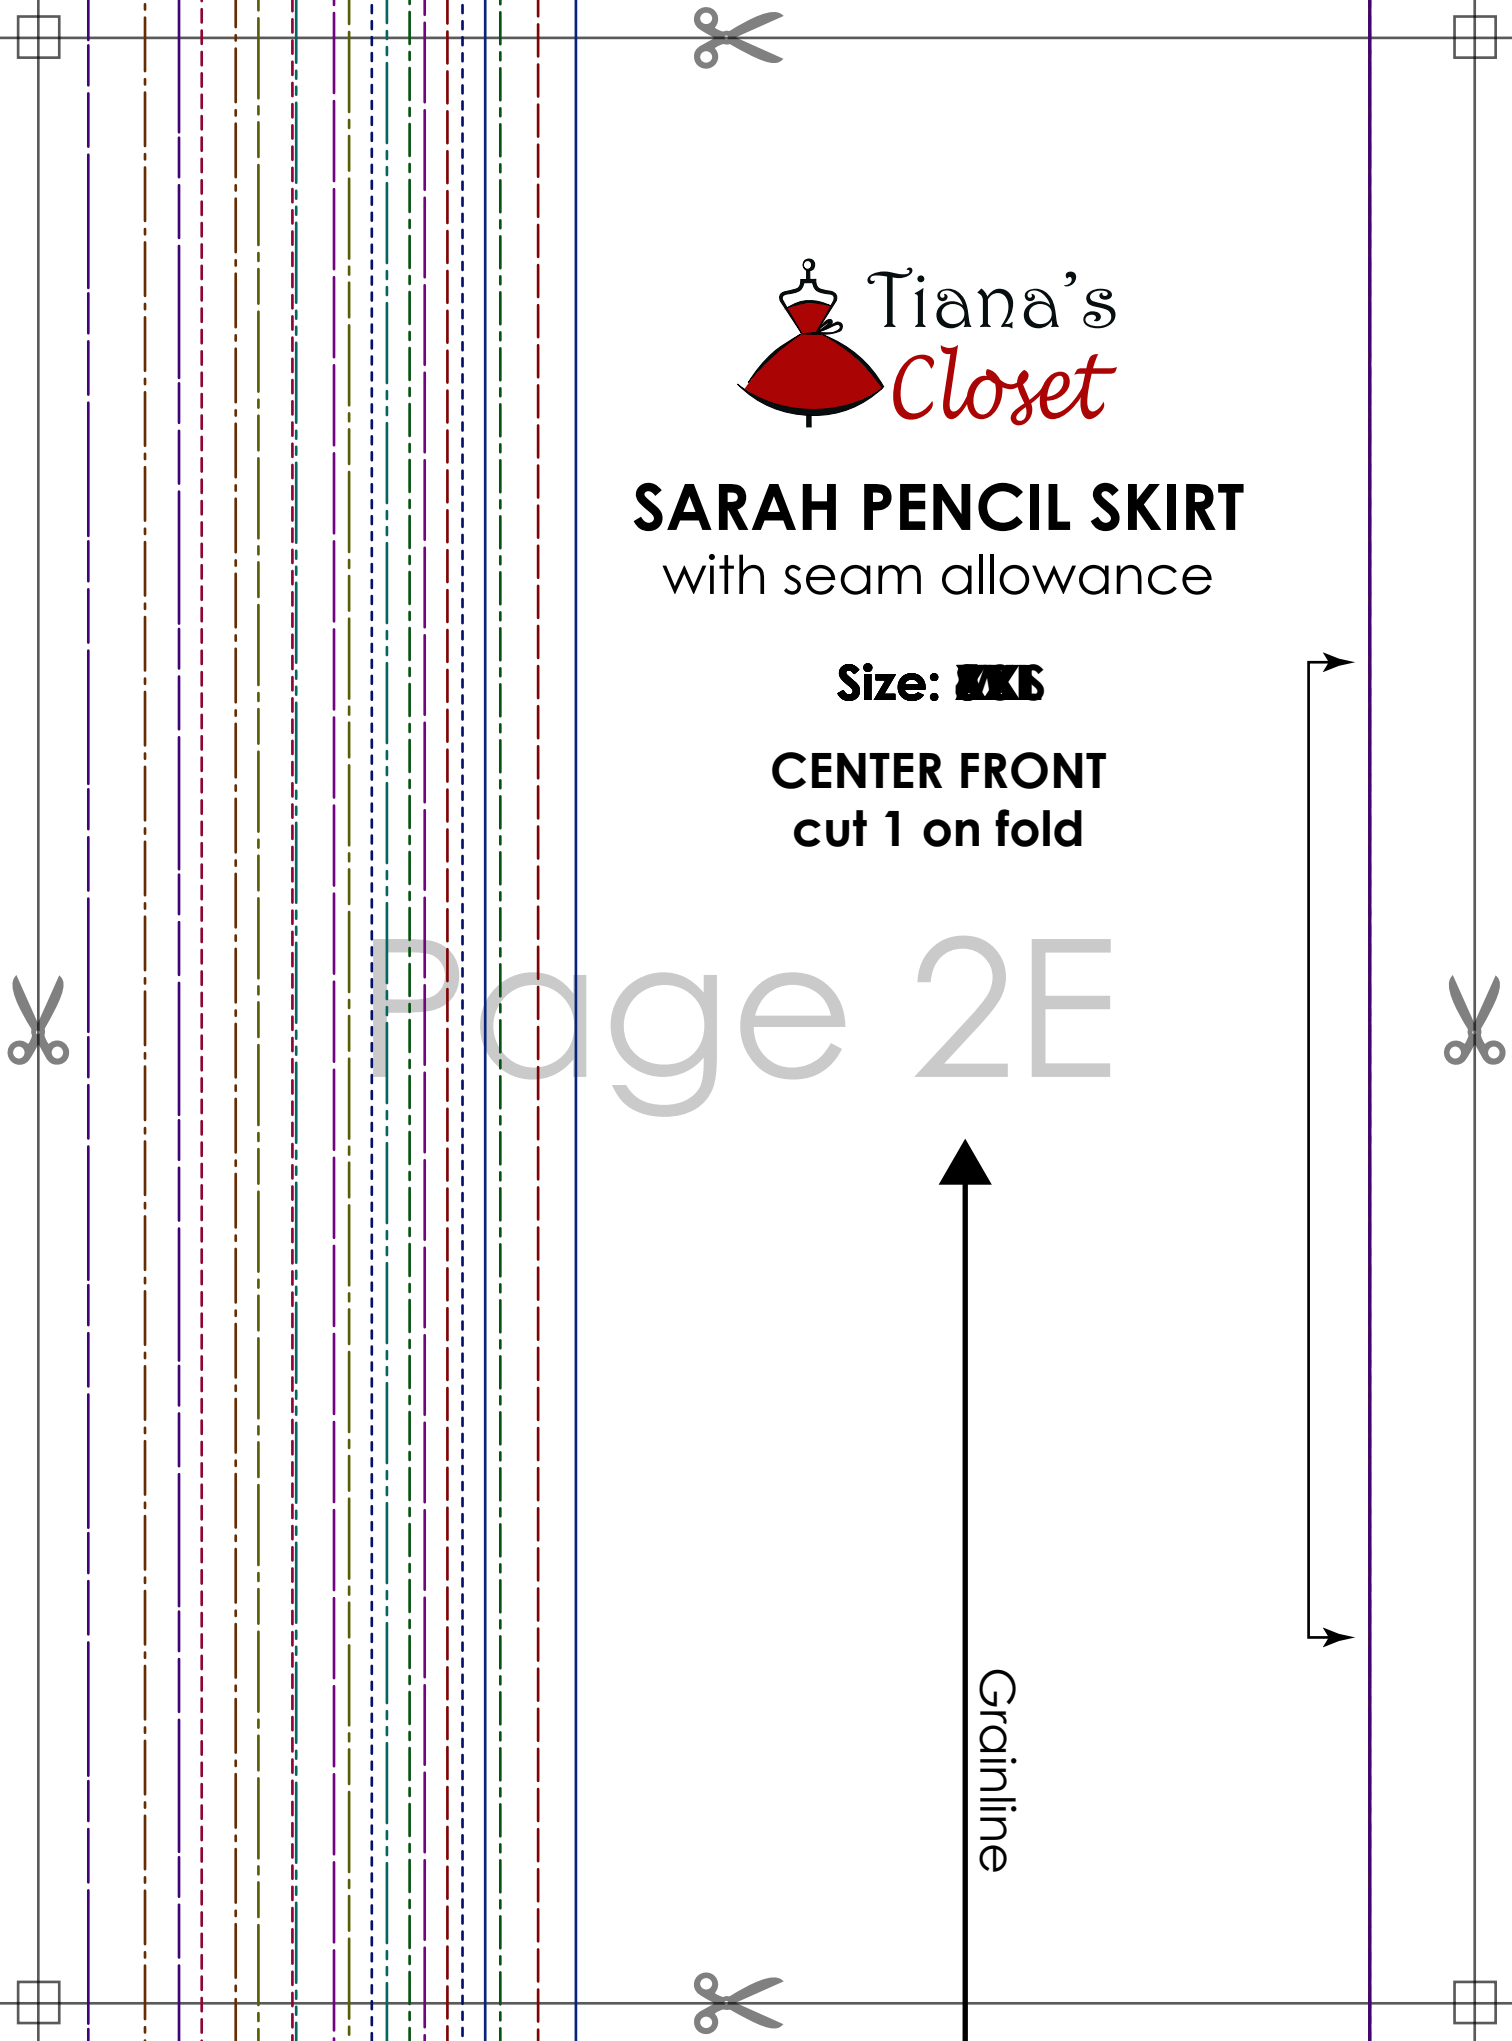 Tiana's
Closet
SARAH PENCIL SKIRT
with seam allowance
Size:
CENTER FRONT
cut 1 on fold
Page 2E
Grainline